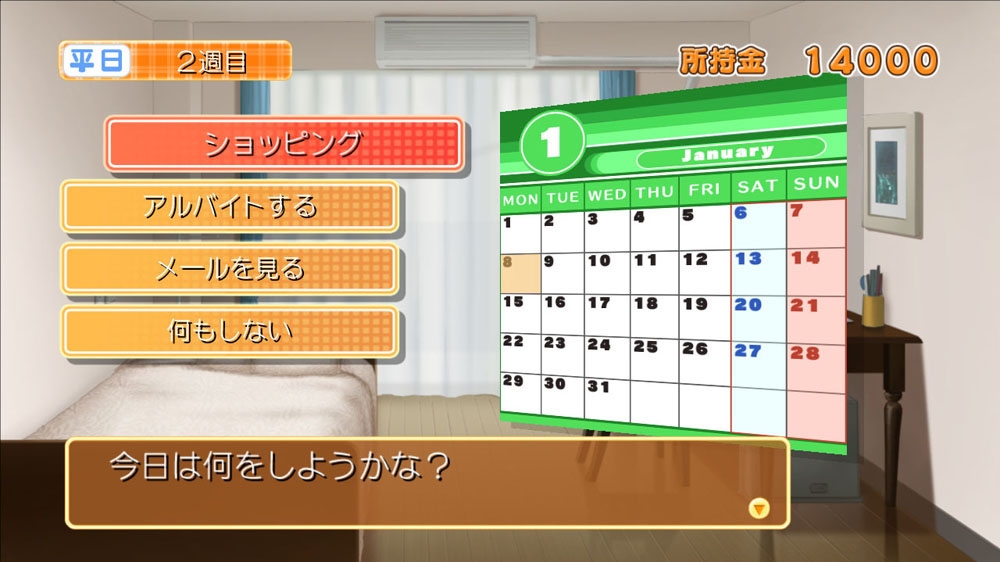 平日 2週目
所持金 14000
ショッピング
アルバイトする
メールを見る
何もしない
1
January
MON TUE WED THU FRI SAT SUN
1 2 3 4 5 6 7
8 9 10 11 12 13 14
15 16 17 18 19 20 21
22 23 24 25 26 27 28
29 30 31
今日は何をしようかな？